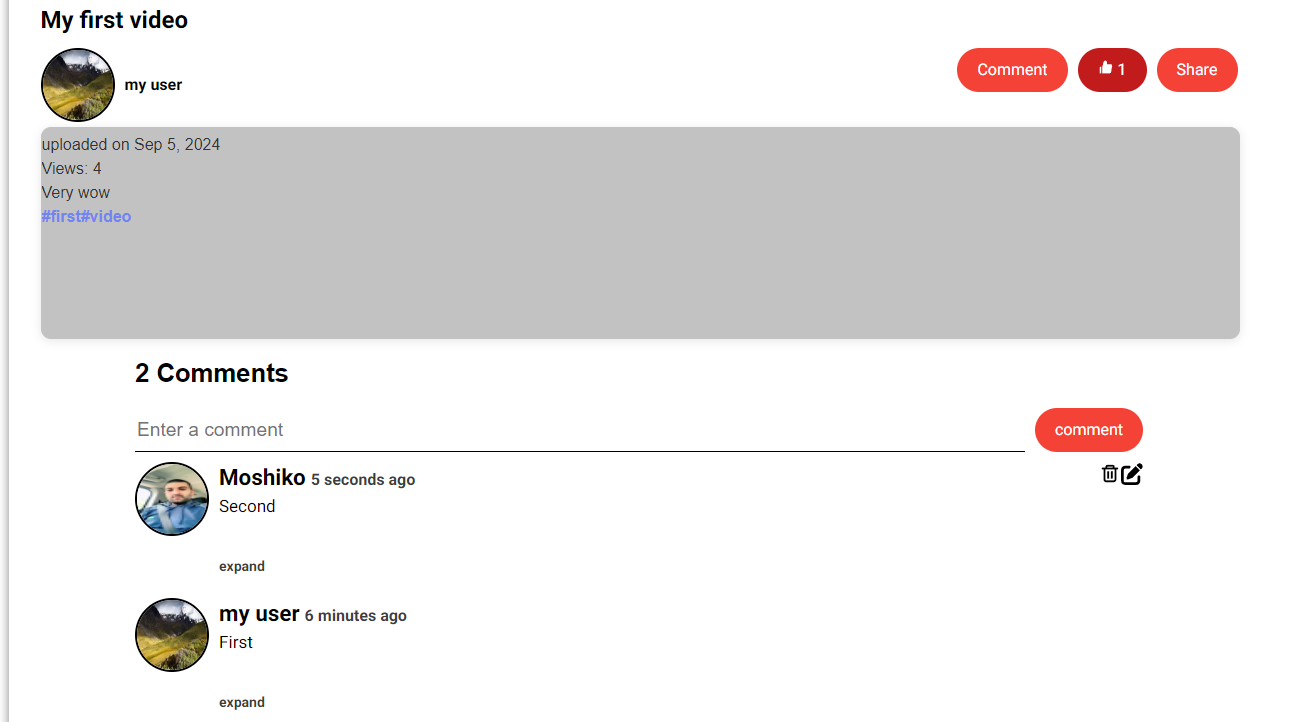 My first video
my user
Comment
1
Share
uploaded on Sep 5, 2024
Views: 4
Very wow
#first#video
2 Comments
Enter a comment
comment
Moshiko 5 seconds ago
Second
expand
my user 6 minutes ago
First
expand